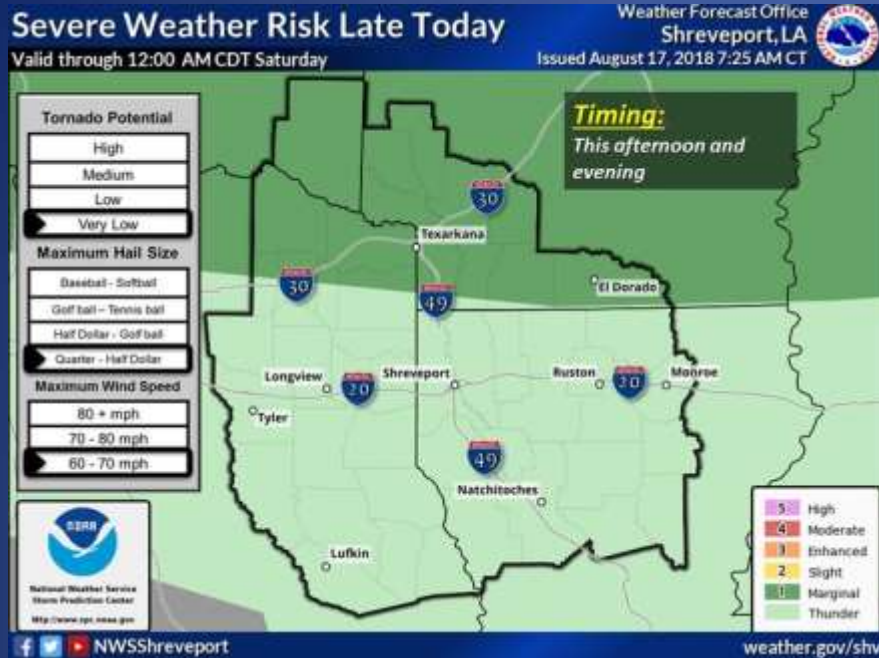 Severe Weather Risk Late Today
Valid through 12:00 AM CDT Saturday
Weather Forecast Office
Shreveport, LA
Issued August 17, 2018 7:25 AM CT
Tornado Potential
High
Medium
Low
Very Low
Maximum Hail Size
Baseball - Softball
Golf ball – Tennis ball
Half Dollar - Golf ball
Quarter - Half Dollar
Maximum Wind Speed
80 + mph
70 - 80 mph
60 - 70 mph
Timing:
This afternoon and
evening
30
Texarkana
30
49
El Dorado
Longview
20
Shreveport
Ruston
20
Monroe
Tyler
49
Natchitoches
Lufkin
NOAA
National Weather Service
Storm Prediction Center
http://www.spc.noaa.gov
5 High
4 Moderate
3 Enhanced
2 Slight
1 Marginal
Thunder
NWSShreveport
weather.gov/shv